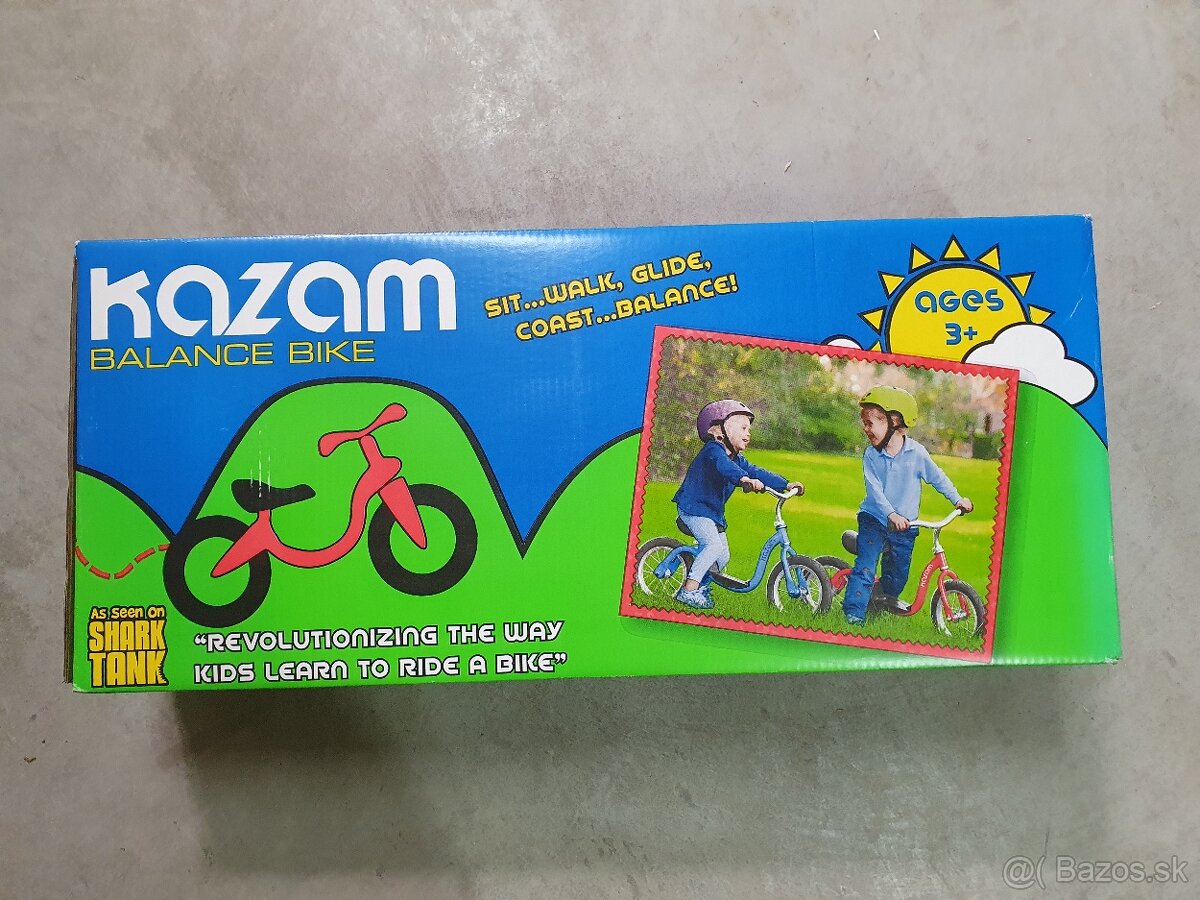 KAZAM
BALANCE BIKE
SIT...WALK, GLIDE,
COAST...BALANCE!
AGES
3+
AS SEEN ON
SHARK
TANK
“REVOLUTIONIZING THE WAY
KIDS LEARN TO RIDE A BIKE”
@( Bazos.sk